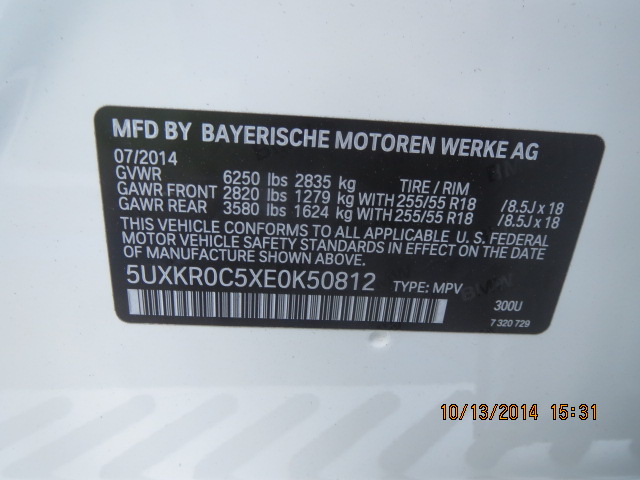 MFD BY BAYERISCHE MOTOREN WERKE AG
07/2014
GVWR 6250 lbs 2835 kg TIRE / RIM
GAWR FRONT 2820 lbs 1279 kg WITH 255/55 R18 /8.5J x 18
GAWR REAR 3580 lbs 1624 kg WITH 255/55 R18 /8.5J x 18
THIS VEHICLE CONFORMS TO ALL APPLICABLE U. S. FEDERAL
MOTOR VEHICLE SAFETY STANDARDS IN EFFECT ON THE DATE
OF MANUFACTURE SHOWN ABOVE.
5UXKR0C5XE0K50812 TYPE: MPV
300U
7 320 729
10/13/2014 15:31